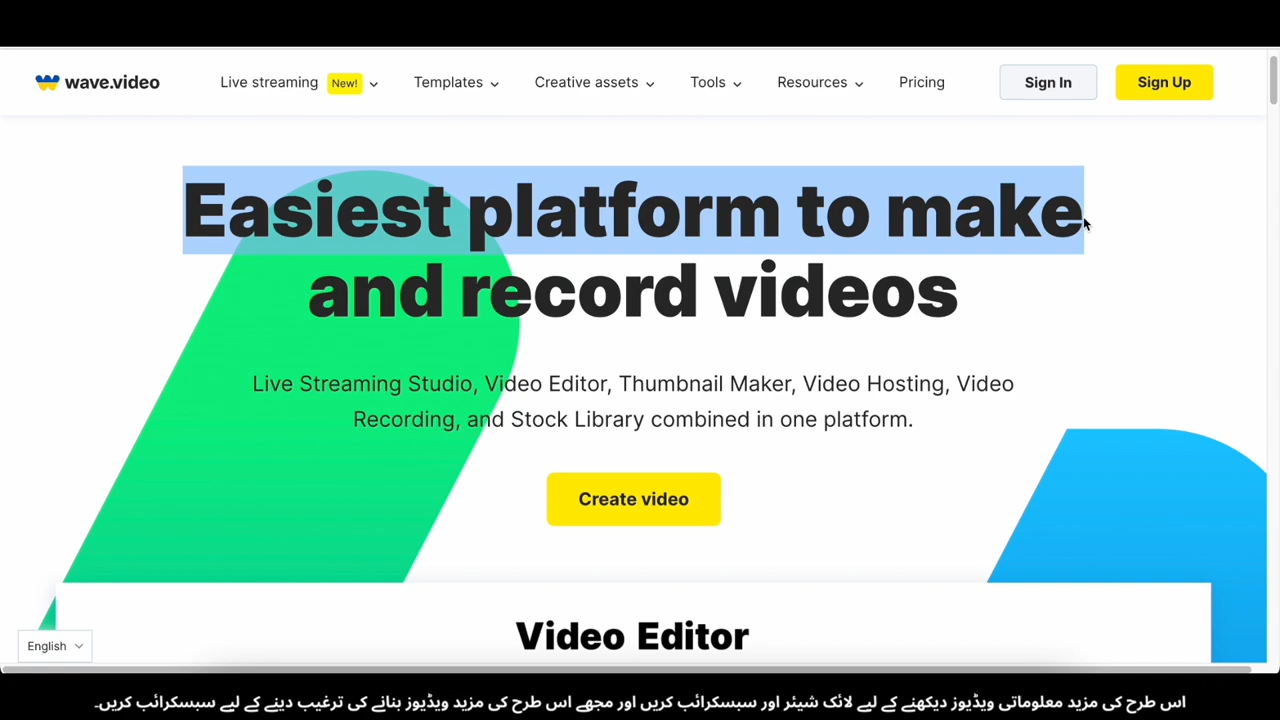 wave.video
Live streaming New! Templates Creative assets Tools Resources Pricing Sign In Sign Up
Easiest platform to make
and record videos
Live Streaming Studio, Video Editor, Thumbnail Maker, Video Hosting, Video
Recording, and Stock Library combined in one platform.
Create video
Video Editor
English
اس طرح کی مزید معلوماتی ویڈیوز دیکھنے کے لیے لائک شیئر اور سبسکرائب کریں اور مجھے اس طرح کی مزید ویڈیوز بنانے کی ترغیب دینے کے لیے سبسکرائب کریں۔